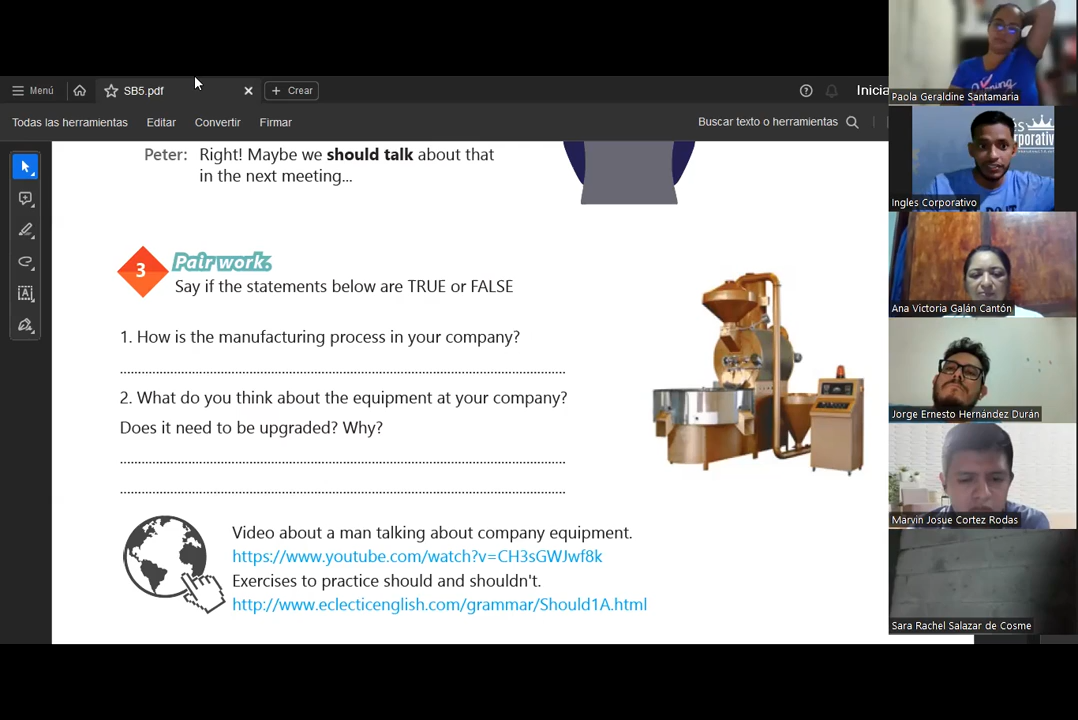 Menú
SB5.pdf
Crear
Inicia
Todas las herramientas
Editar
Convertir
Firmar
Buscar texto o herramientas
Peter: Right! Maybe we should talk about that
in the next meeting...
3
Pair work.
Say if the statements below are TRUE or FALSE
1. How is the manufacturing process in your company?
2. What do you think about the equipment at your company?
Does it need to be upgraded? Why?
Video about a man talking about company equipment.
https://www.youtube.com/watch?v=CH3sGWJwf8k
Exercises to practice should and shouldn't.
http://www.eclecticenglish.com/grammar/Should1A.html
Paola Geraldine Santamaria
Ingles Corporativo
Ana Victoria Galán Cantón
Jorge Ernesto Hernández Durán
Marvin Josue Cortez Rodas
Sara Rachel Salazar de Cosme